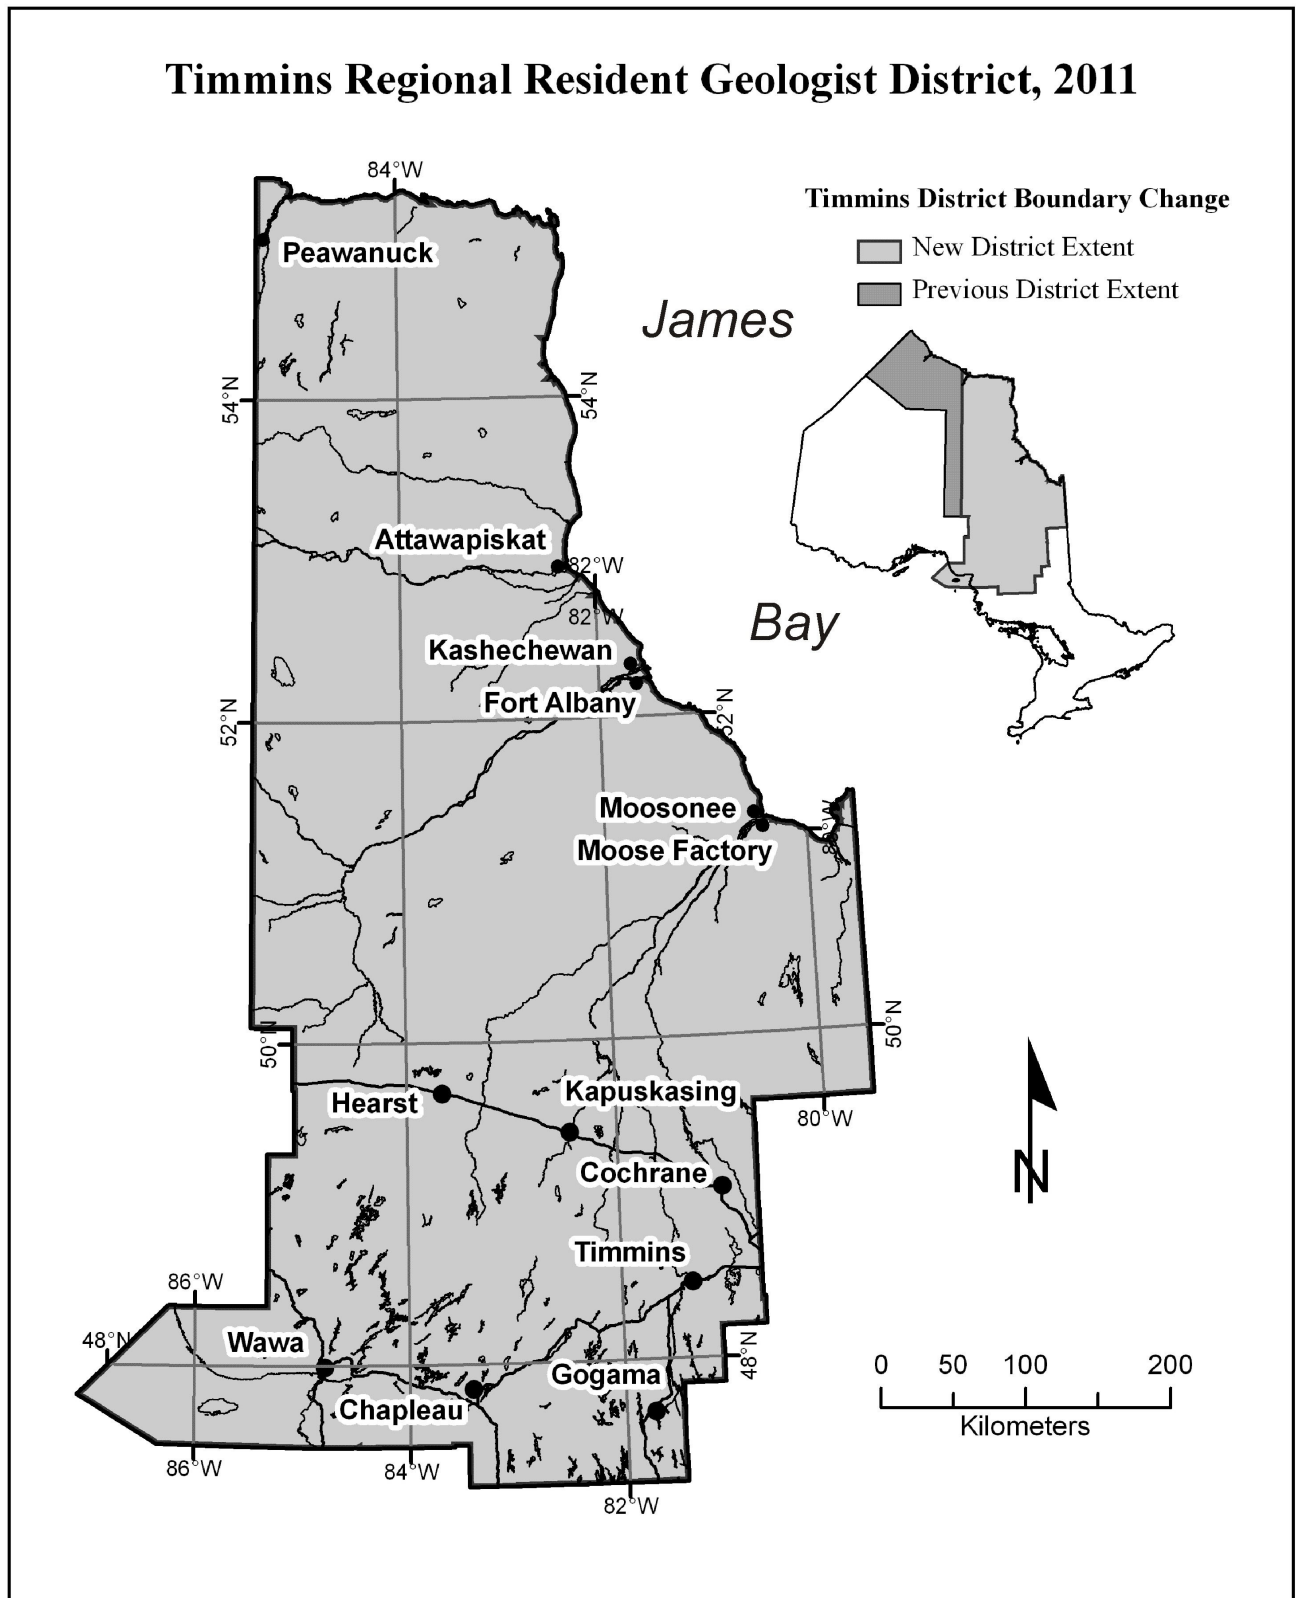 Timmins Regional Resident Geologist District, 2011
84°W
Timmins District Boundary Change
New District Extent
Previous District Extent
Peawanuck
James
54°N
54°N
Attawapiskat
82°W
82°W
Bay
Kashechewan
Fort Albany
52°N
52°N
Moosonee
80°W
Moose Factory
50°N
50°N
Hearst
Kapuskasing
80°W
Cochrane
N
Timmins
86°W
48°N
Wawa
48°N
Gogama
Chapleau
0 50 100 200
Kilometers
86°W
84°W
82°W